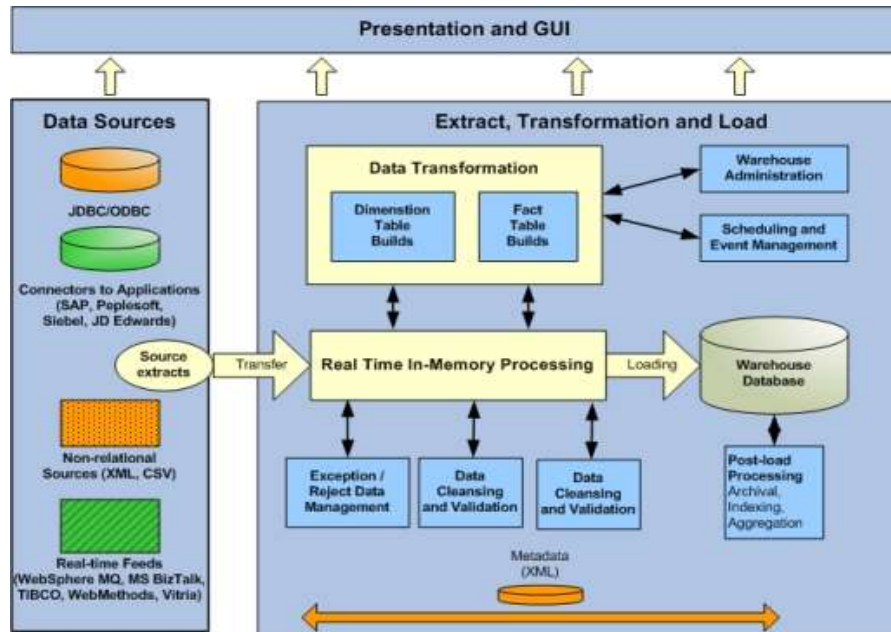 Presentation and GUI
Data Sources
JDBC/ODBC
Connectors to Applications
(SAP, Peplesoft,
Siebel, JD Edwards)
Source
extracts
Non-relational
Sources (XML, CSV)
Real-time Feeds
(WebSphere MQ, MS BizTalk,
TIBCO, WebMethods, Vitria)
Transfer
Extract, Transformation and Load
Data Transformation
Dimenstion
Table
Builds
Fact
Table
Builds
Warehouse
Administration
Scheduling and
Event Management
Real Time In-Memory Processing
Loading
Warehouse
Database
Exception /
Reject Data
Management
Data
Cleansing
and Validation
Data
Cleansing
and Validation
Post-load
Processing
Archival,
Indexing,
Aggregation
Metadata
(XML)